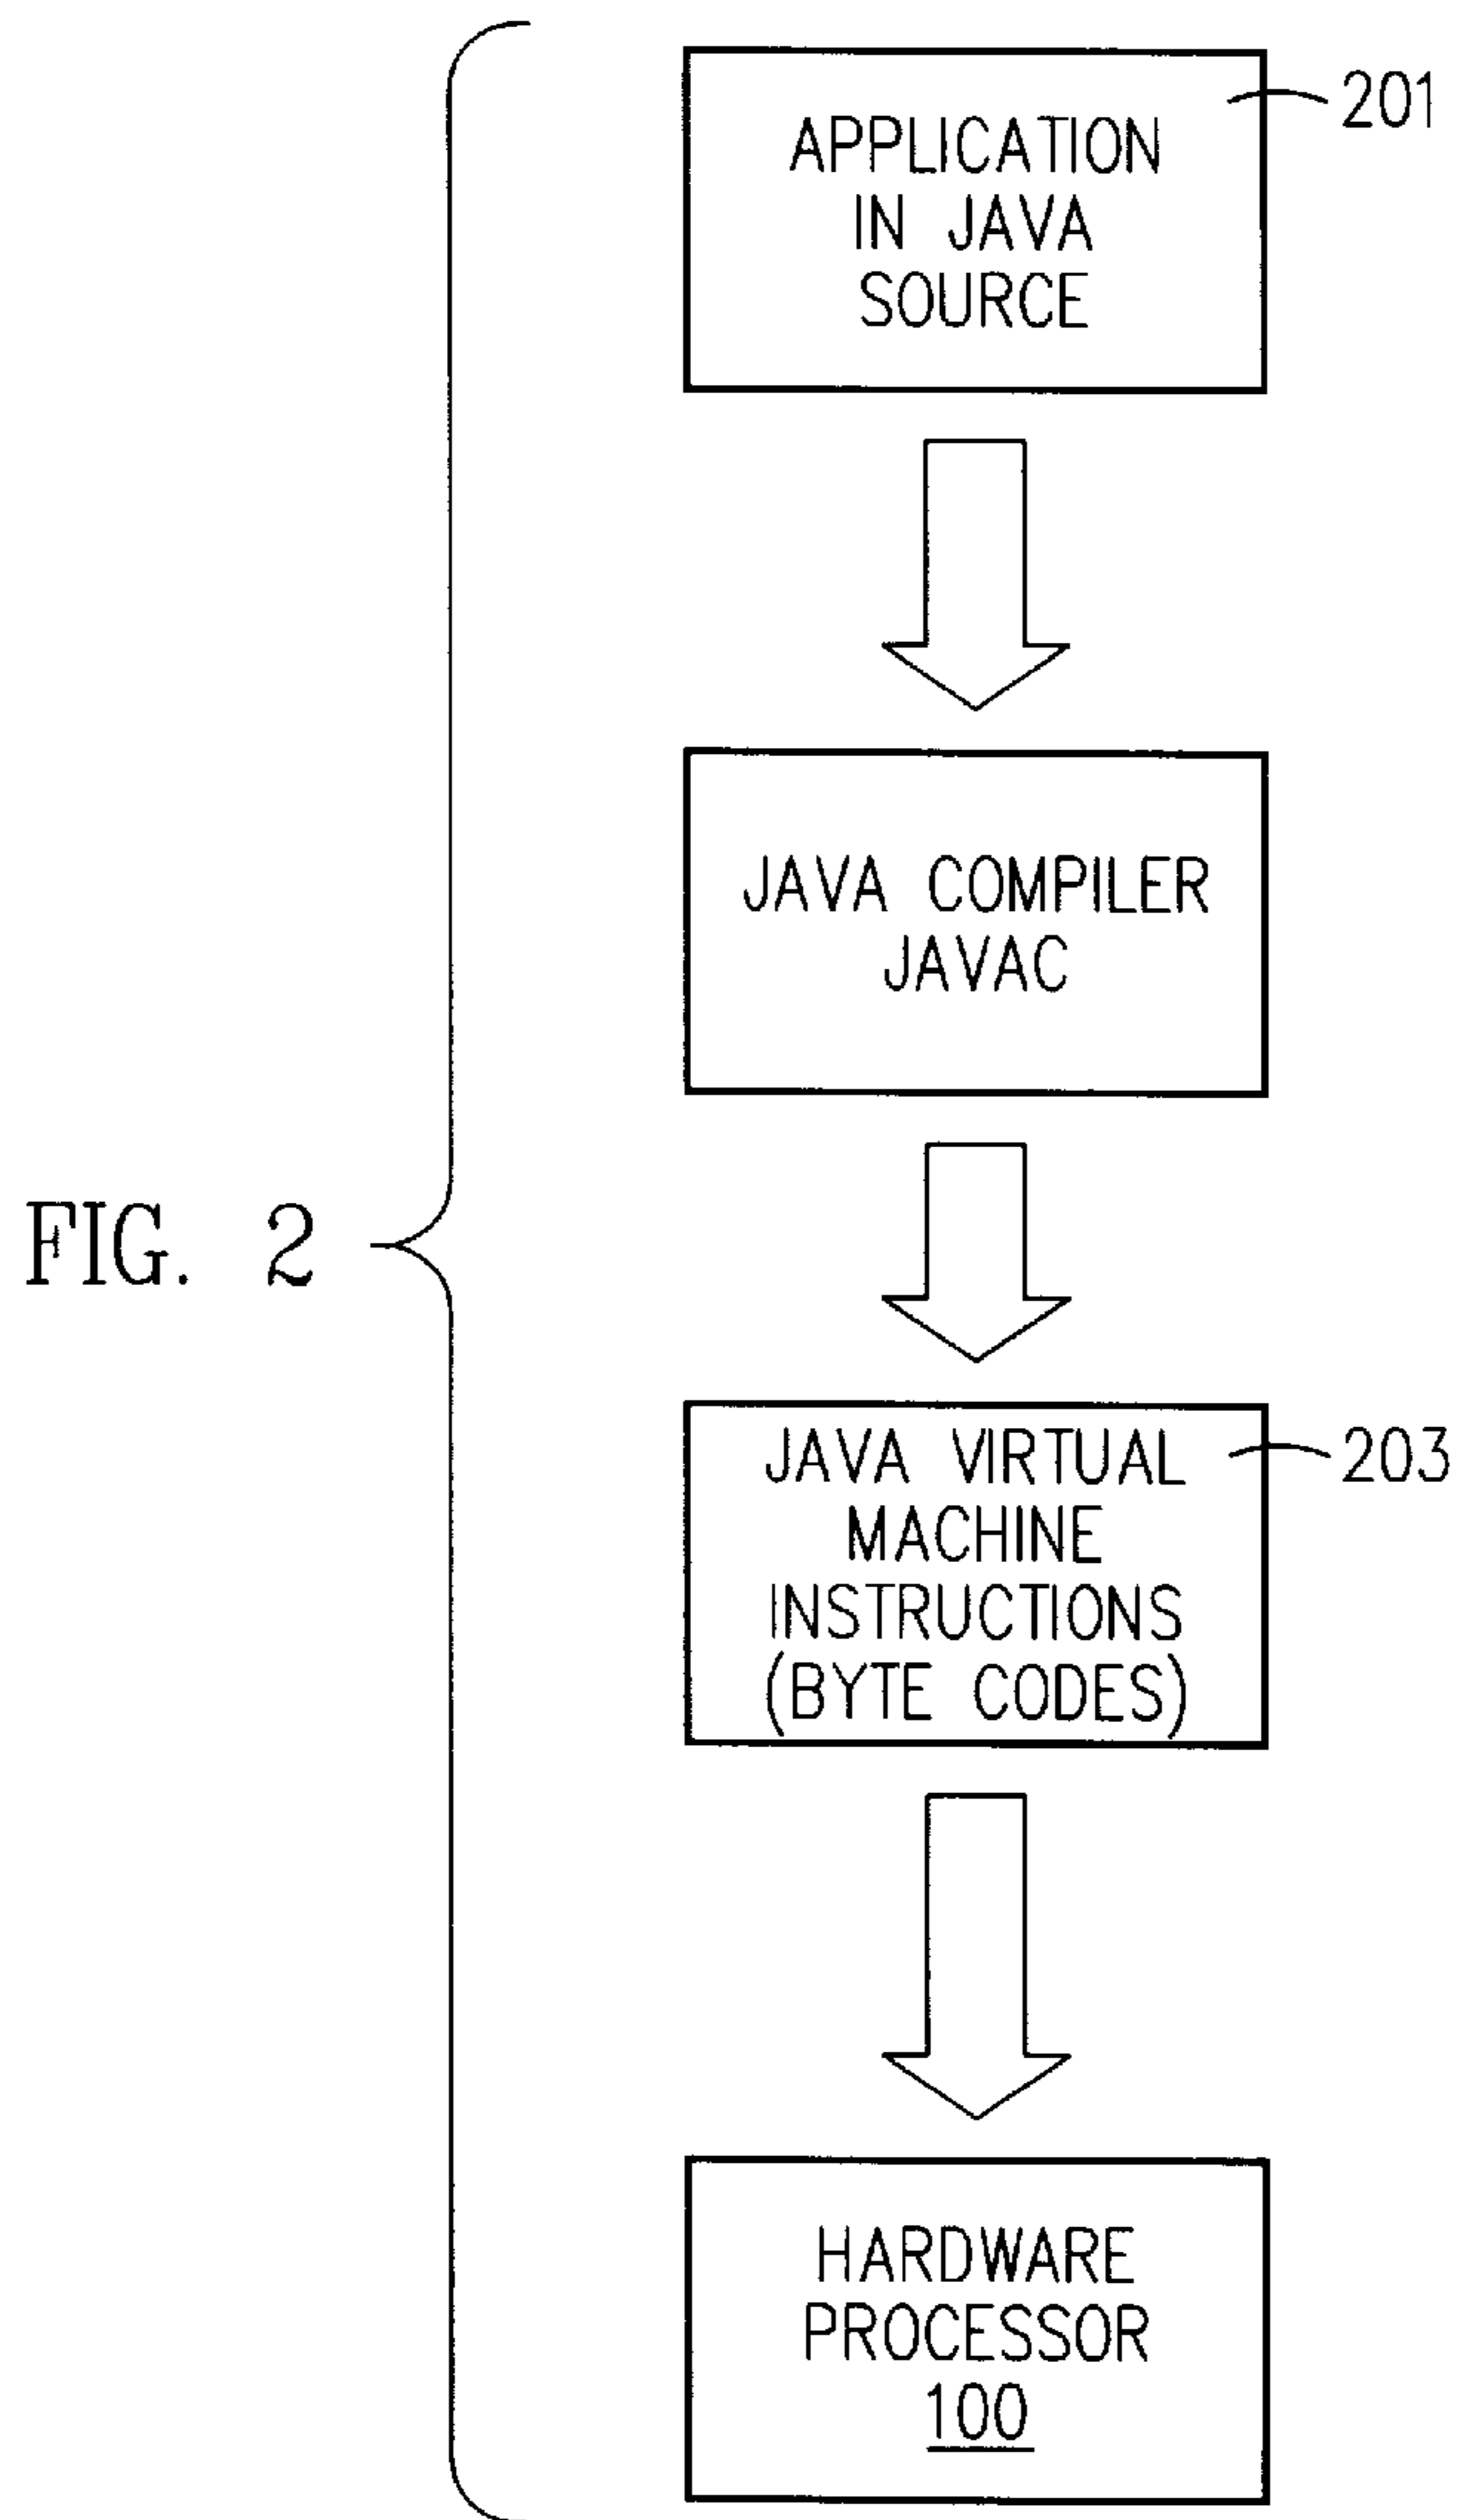 201
APPLICATION
IN JAVA
SOURCE
JAVA COMPILER
JAVAC
FIG. 2
JAVA VIRTUAL
203
MACHINE
INSTRUCTIONS
(BYTE CODES)
HARDWARE
PROCESSOR
100